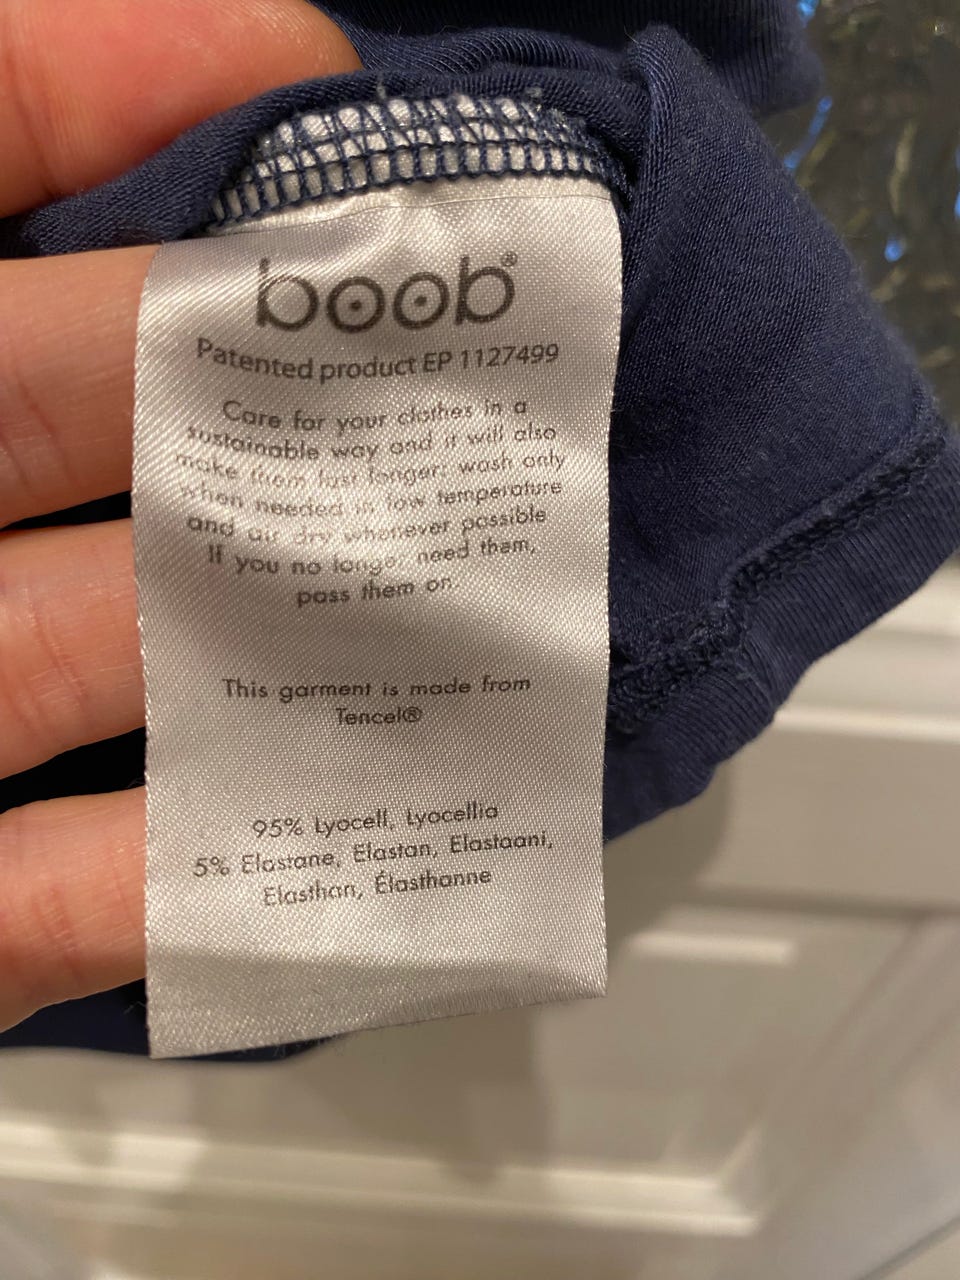 boob®
Patented product EP 1127499
Care for your clothes in a
sustainable way and it will also
make them last longer: wash only
when needed in low temperature
and air dry whenever possible
If you no longer need them,
pass them on
This garment is made from
Tencel®
95% Lyocell, Lyocellia
5% Elastane, Elastan, Elastaani,
Elasthan, Élasthanne